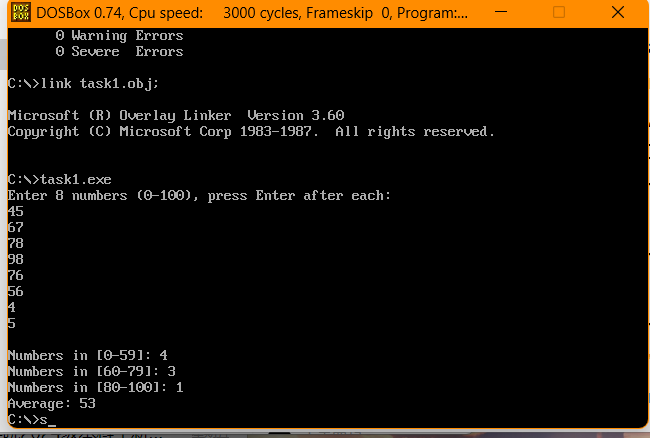 DOSBox 0.74, Cpu speed: 3000 cycles, Frameskip 0, Program:...
0 Warning Errors
0 Severe Errors
C:\>link task1.obj;
Microsoft (R) Overlay Linker Version 3.60
Copyright (C) Microsoft Corp 1983-1987. All rights reserved.
C:\>task1.exe
Enter 8 numbers (0-100), press Enter after each:
45
67
78
98
76
56
4
5
Numbers in [0-59]: 4
Numbers in [60-79]: 3
Numbers in [80-100]: 1
Average: 53
C:\>s_